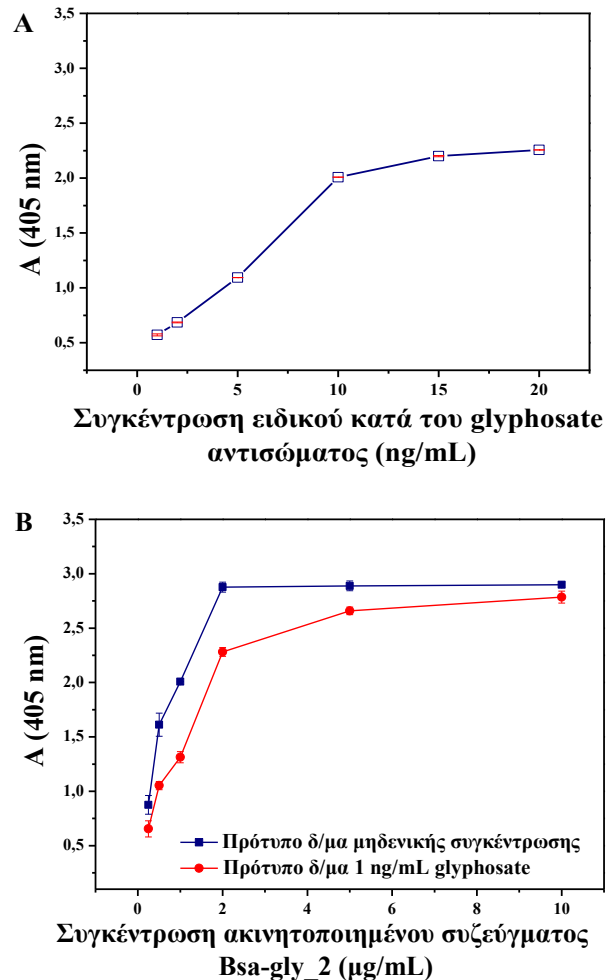 A
3,5
3,0
2,5
2,0
1,5
1,0
0,5
A (405 nm)
0 5 10 15 20
Συγκέντρωση ειδικού κατά του glyphosate
αντισώματος (ng/mL)
B
3,5
3,0
2,5
2,0
1,5
1,0
0,5
A (405 nm)
Πρότυπο δ/μα μηδενικής συγκέντρωσης
Πρότυπο δ/μα 1 ng/mL glyphosate
0 2 4 6 8 10
Συγκέντρωση ακινητοποιημένου συζεύγματος
Bsa-gly_2 (μg/mL)